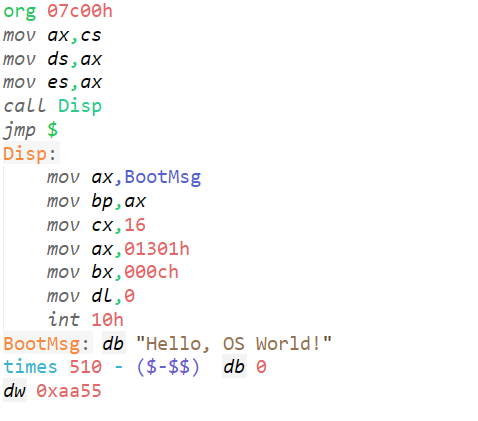 org 07c00h
mov ax,cs
mov ds,ax
mov es,ax
call Disp
jmp $
Disp:
    mov ax,BootMsg
    mov bp,ax
    mov cx,16
    mov ax,01301h
    mov bx,000ch
    mov dl,0
    int 10h
BootMsg: db "Hello, OS World!"
times 510 - ($-$$)  db 0
dw 0xaa55